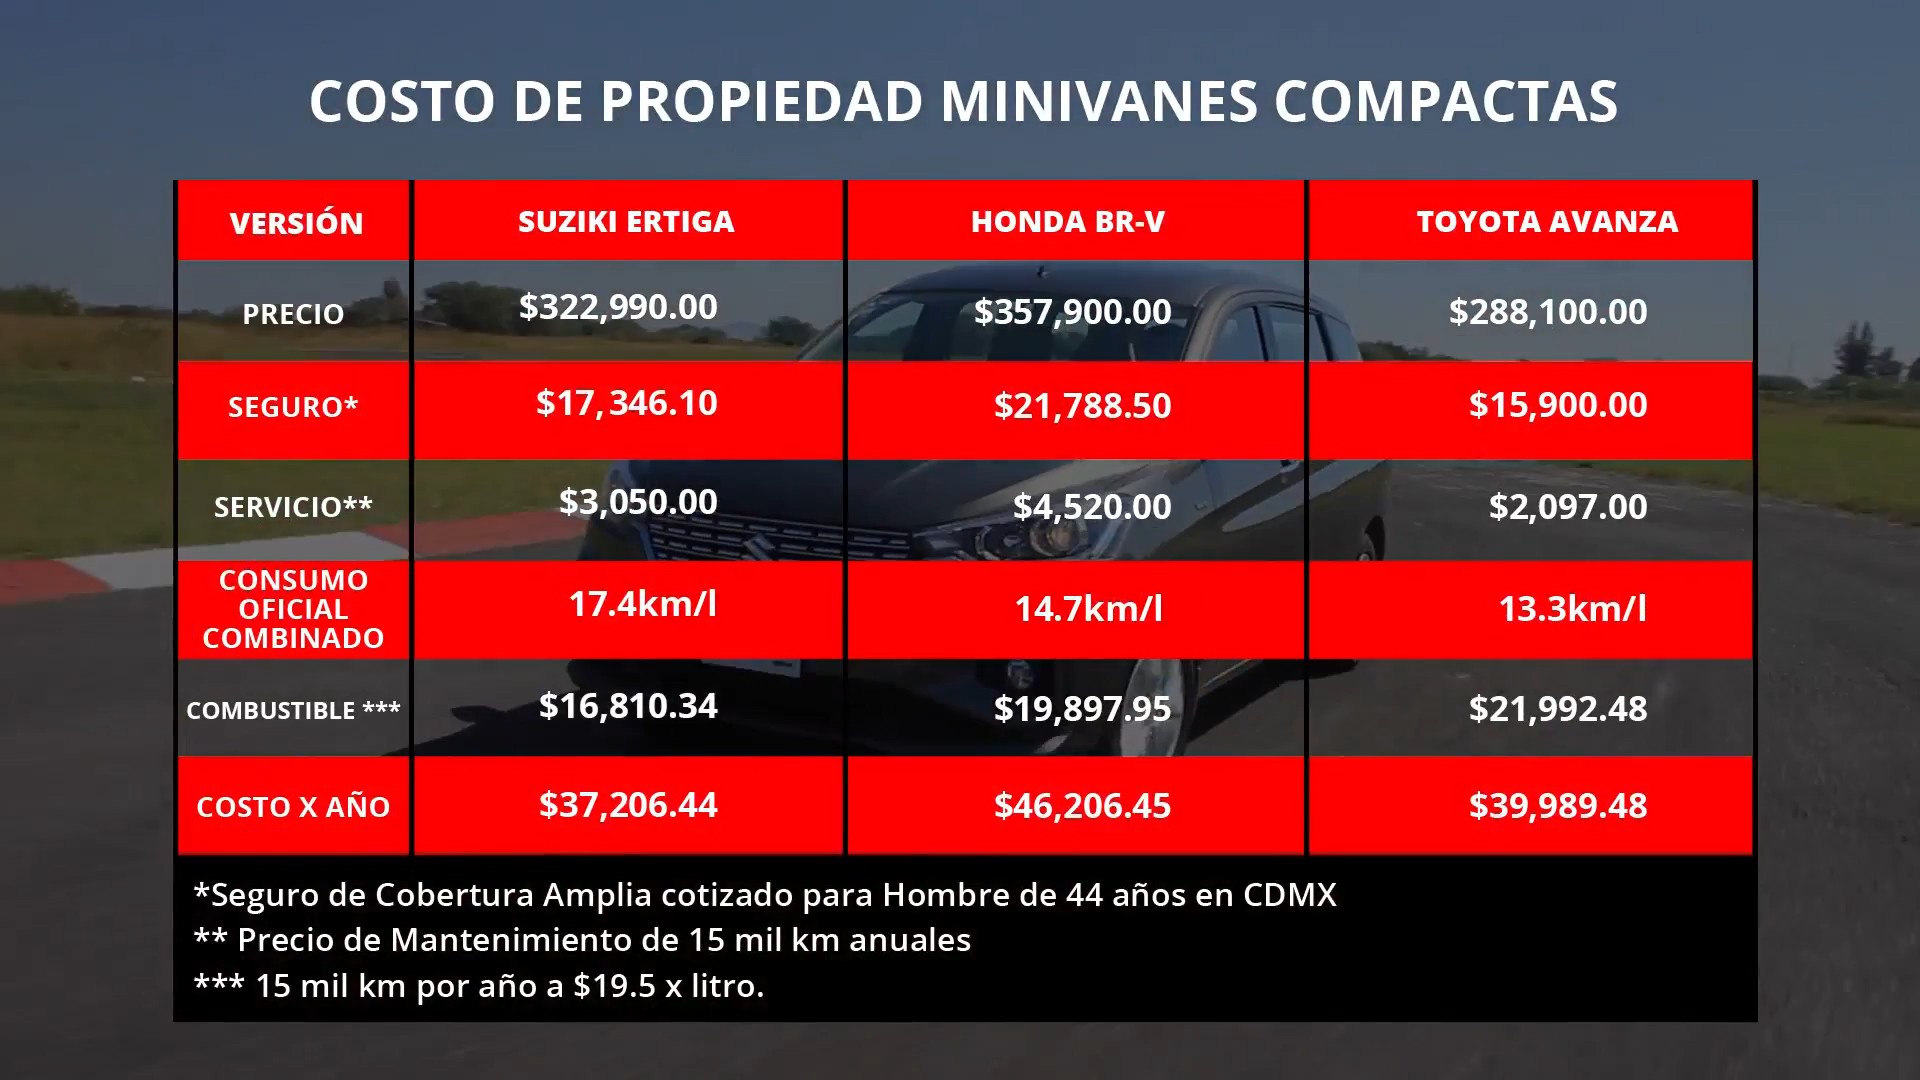 COSTO DE PROPIEDAD MINIVANES COMPACTAS
VERSIÓN SUZIKI ERTIGA HONDA BR-V TOYOTA AVANZA
PRECIO $322,990.00 $357,900.00 $288,100.00
SEGURO* $17,346.10 $21,788.50 $15,900.00
SERVICIO** $3,050.00 $4,520.00 $2,097.00
CONSUMO
OFICIAL
COMBINADO 17.4km/l 14.7km/l 13.3km/l
COMBUSTIBLE *** $16,810.34 $19,897.95 $21,992.48
COSTO X AÑO $37,206.44 $46,206.45 $39,989.48
*Seguro de Cobertura Amplia cotizado para Hombre de 44 años en CDMX
** Precio de Mantenimiento de 15 mil km anuales
*** 15 mil km por año a $19.5 x litro.